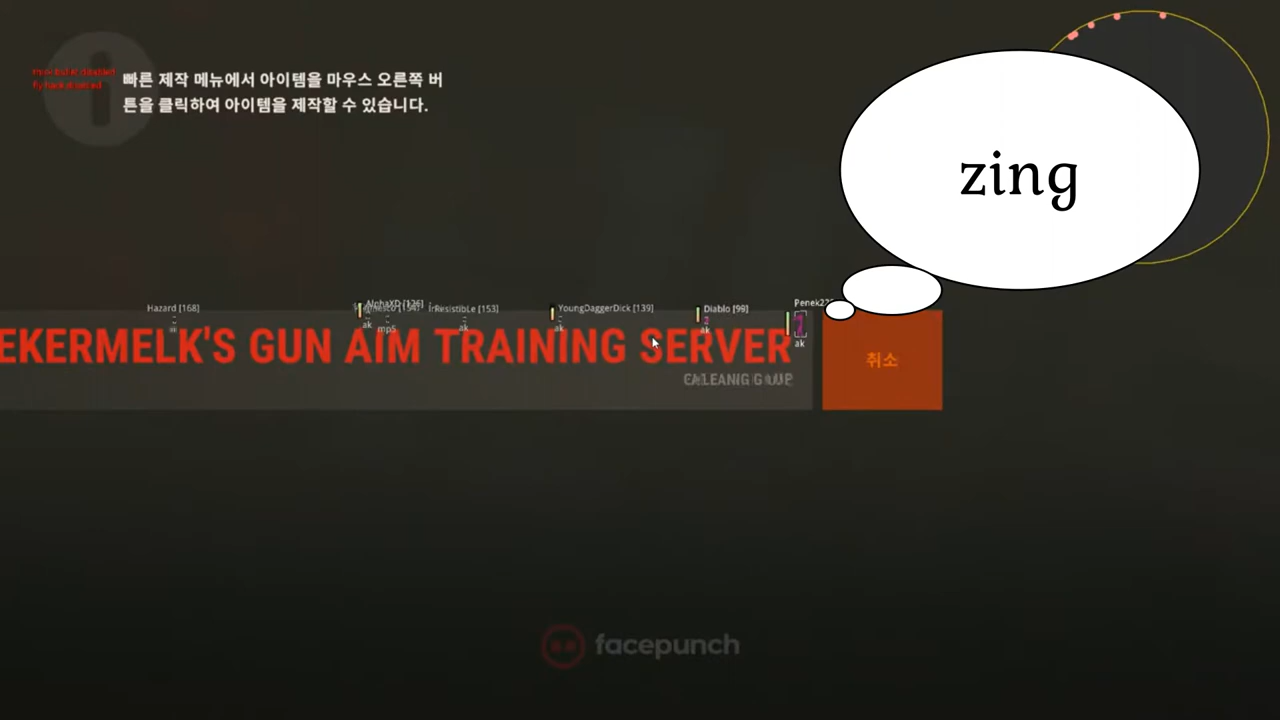 빠른 제작 메뉴에서 아이템을 마우스 오른쪽 버
튼을 클릭하여 아이템을 제작할 수 있습니다.
zing
Hazard [168]
AlphaXD [126]
IrResistibLe [153]
YoungDaggerDick [139]
Diablo [99]
ak
mp5
ak
ak
ak
ak
EKERMELK'S GUN AIM TRAINING SERVER
취소
facepunch